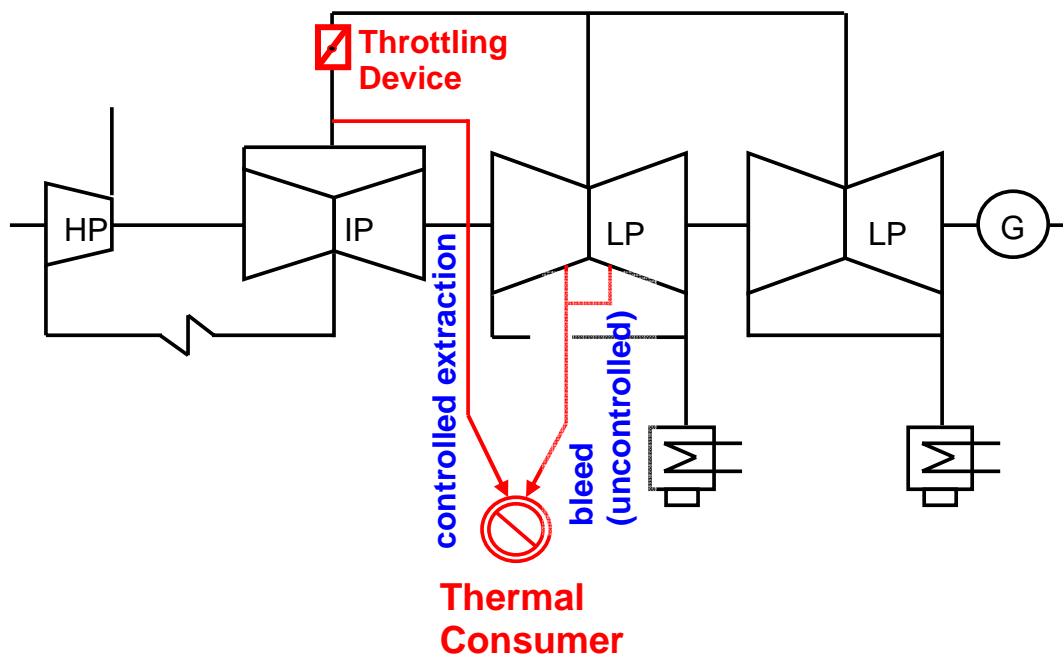 Throttling
Device
HP
IP
LP
LP
G
controlled extraction
bleed
(uncontrolled)
Thermal
Consumer